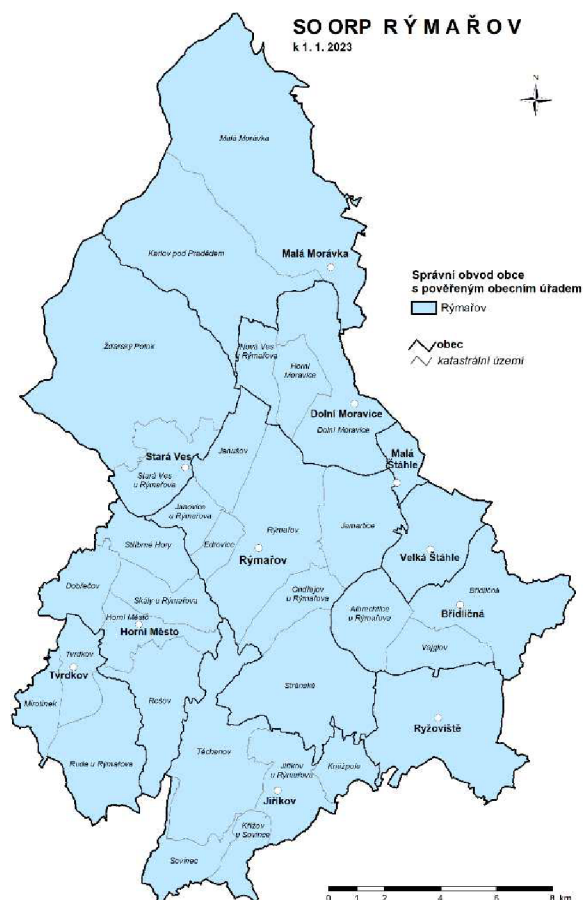 SO ORP RÝMAŘOV
k 1. 1. 2023
N
Malá Morávka
Karlov pod Pradědem
Malá Morávka
Správní obvod obce
s pověřeným obecním úřadem
Rýmařov
obec
katastrální území
Žďárský Potok
Nová Ves
u Rýmařova
Horní
Moravice
Dolní Moravice
Dolní Moravice
Malá
Štáhle
Stará Ves
Janušov
Stará Ves
u Rýmařova
Janovice
u Rýmařova
Rýmařov
Jamartice
Stříbrné Hory
Edrovice
Rýmařov
Velká Štáhle
Dobřečov
Skály u Rýmařova
Ondřejov
u Rýmařova
Břidličná
Břidličná
Albrechtice
u Rýmařova
Horní Město
Horní Město
Vajglov
Tvrdkov
Tvrdkov
Stránské
Mirotínek
Rešov
Ryžoviště
Ruda u Rýmařova
Těchanov
Jiříkov
u Rýmařova
Kněžpole
Jiříkov
Křížov
u Sovince
Sovinec
0 1 2 4 6 8 km